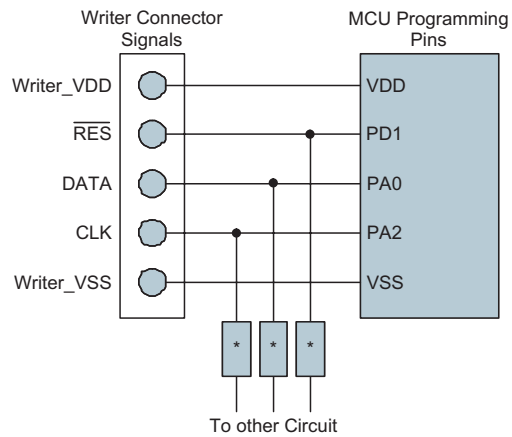 Writer Connector
Signals
MCU Programming
Pins
Writer_VDD
VDD
RES
PD1
DATA
PA0
CLK
PA2
Writer_VSS
VSS
* * *
To other Circuit